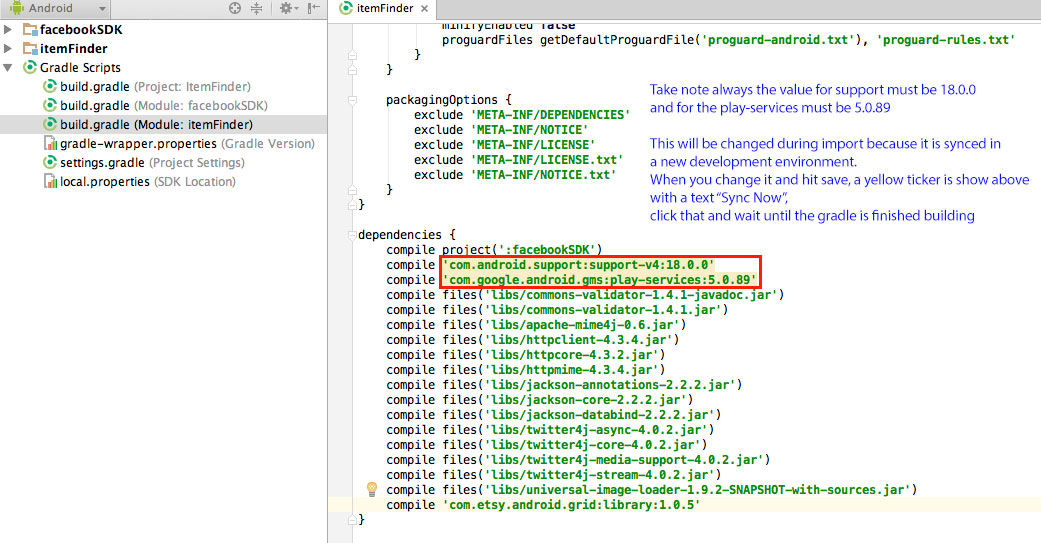 Android
itemFinder
facebookSDK
itemFinder
Gradle Scripts
build.gradle (Project: ItemFinder)
build.gradle (Module: facebookSDK)
build.gradle (Module: itemFinder)
gradle-wrapper.properties (Gradle Version)
settings.gradle (Project Settings)
local.properties (SDK Location)
minifyEnabled false
proguardFiles getDefaultProguardFile('proguard-android.txt'), 'proguard-rules.txt'
}
}
packagingOptions {
exclude 'META-INF/DEPENDENCIES'
exclude 'META-INF/NOTICE'
exclude 'META-INF/LICENSE'
exclude 'META-INF/LICENSE.txt'
exclude 'META-INF/NOTICE.txt'
}
}
Take note always the value for support must be 18.0.0
and for the play-services must be 5.0.89
This will be changed during import because it is synced in
a new development environment.
When you change it and hit save, a yellow ticker is show above
with a text “Sync Now”,
click that and wait until the gradle is finished building
dependencies {
compile project(':facebookSDK')
compile 'com.android.support:support-v4:18.0.0'
compile 'com.google.android.gms:play-services:5.0.89'
compile files('libs/commons-validator-1.4.1-javadoc.jar')
compile files('libs/commons-validator-1.4.1.jar')
compile files('libs/apache-mime4j-0.6.jar')
compile files('libs/httpclient-4.3.4.jar')
compile files('libs/httpcore-4.3.2.jar')
compile files('libs/httpmime-4.3.4.jar')
compile files('libs/jackson-annotations-2.2.2.jar')
compile files('libs/jackson-core-2.2.2.jar')
compile files('libs/jackson-databind-2.2.2.jar')
compile files('libs/twitter4j-async-4.0.2.jar')
compile files('libs/twitter4j-core-4.0.2.jar')
compile files('libs/twitter4j-media-support-4.0.2.jar')
compile files('libs/twitter4j-stream-4.0.2.jar')
compile files('libs/universal-image-loader-1.9.2-SNAPSHOT-with-sources.jar')
compile 'com.etsy.android.grid:library:1.0.5'
}